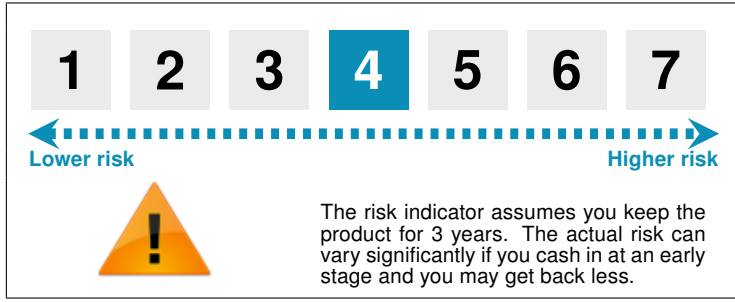 1 2 3 4 5 6 7
Lower risk Higher risk
!
The risk indicator assumes you keep the
product for 3 years. The actual risk can
vary significantly if you cash in at an early
stage and you may get back less.